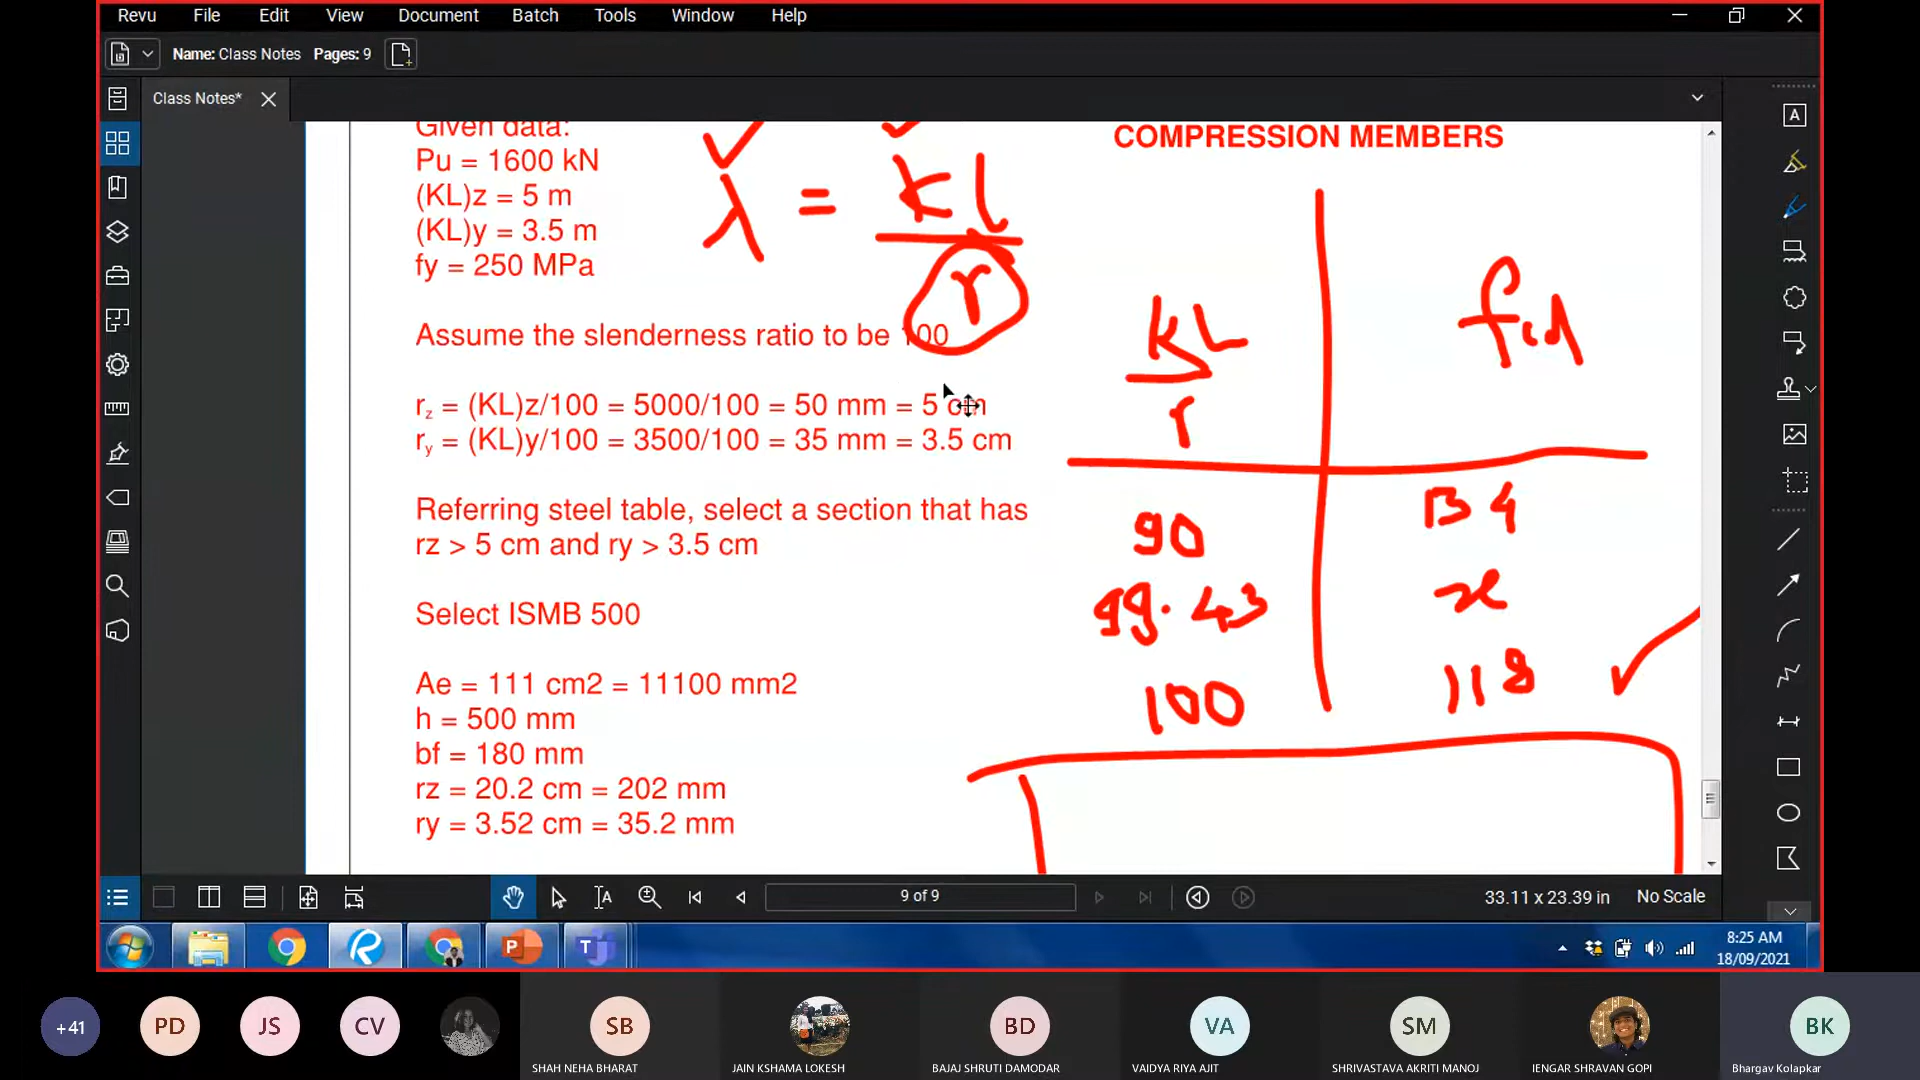 Revu File Edit View Document Batch Tools Window Help
Name: Class Notes Pages: 9
Class Notes*
Given data:
Pu = 1600 kN
(KL)z = 5 m
(KL)y = 3.5 m
fy = 250 MPa
Assume the slenderness ratio to be 100
rz = (KL)z/100 = 5000/100 = 50 mm = 5 cm
ry = (KL)y/100 = 3500/100 = 35 mm = 3.5 cm
Referring steel table, select a section that has
rz > 5 cm and ry > 3.5 cm
Select ISMB 500
Ae = 111 cm2 = 11100 mm2
h = 500 mm
bf = 180 mm
rz = 20.2 cm = 202 mm
ry = 3.52 cm = 35.2 mm
λ = kl
r
COMPRESSION MEMBERS
kL
r
fcd
90 134
99.43 x
100 118
9 of 9
33.11 x 23.39 in No Scale
8:25 AM
18/09/2021
+41 PD JS CV SB BD VA SM BK
SHAH NEHA BHARAT JAIN KSHAMA LOKESH BAJAJ SHRUTI DAMODAR VAIDYA RIYA AJIT SHRIVASTAVA AKRITI MANOJ IENGAR SHRAVAN GOPI Bhargav Kolapkar